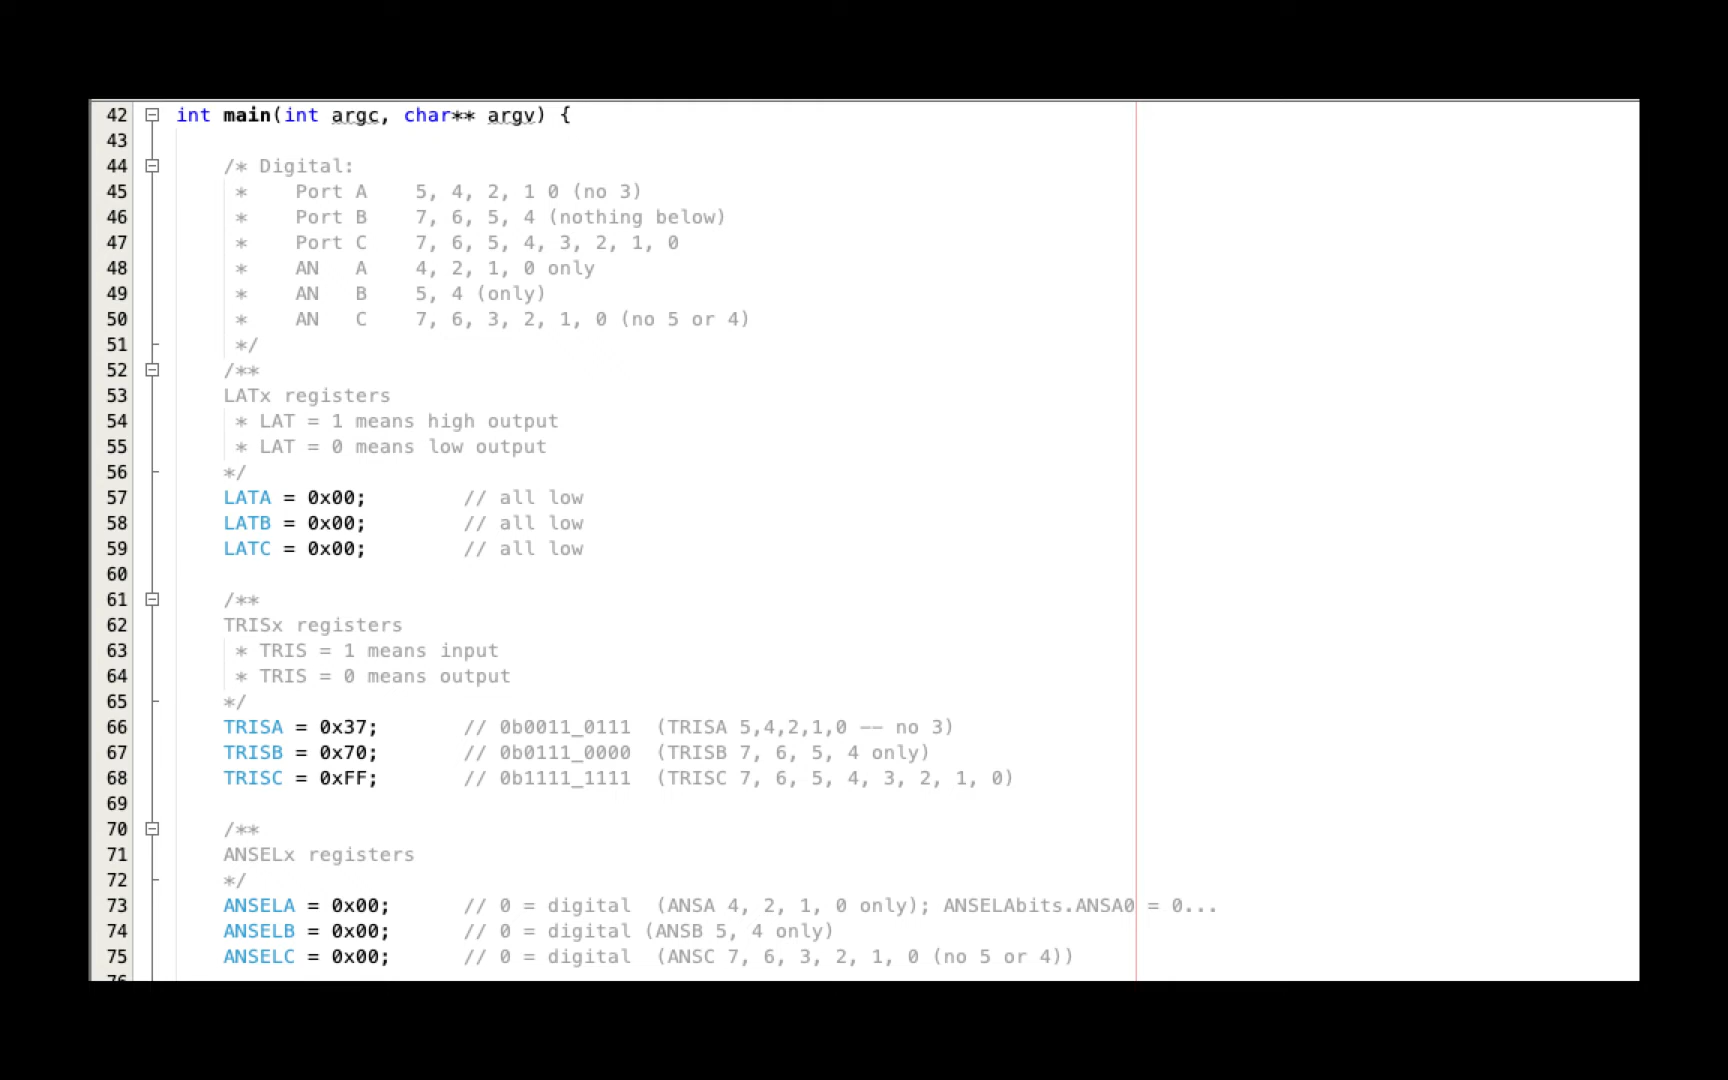 42 int main(int argc, char** argv) {
43
44 /* Digital:
45 * Port A 5, 4, 2, 1 0 (no 3)
46 * Port B 7, 6, 5, 4 (nothing below)
47 * Port C 7, 6, 5, 4, 3, 2, 1, 0
48 * AN A 4, 2, 1, 0 only
49 * AN B 5, 4 (only)
50 * AN C 7, 6, 3, 2, 1, 0 (no 5 or 4)
51 */
52 /**
53 LATx registers
54 * LAT = 1 means high output
55 * LAT = 0 means low output
56 */
57 LATA = 0x00; // all low
58 LATB = 0x00; // all low
59 LATC = 0x00; // all low
60
61 /**
62 TRISx registers
63 * TRIS = 1 means input
64 * TRIS = 0 means output
65 */
66 TRISA = 0x37; // 0b0011_0111 (TRISA 5,4,2,1,0 -- no 3)
67 TRISB = 0x70; // 0b0111_0000 (TRISB 7, 6, 5, 4 only)
68 TRISC = 0xFF; // 0b1111_1111 (TRISC 7, 6, 5, 4, 3, 2, 1, 0)
69
70 /**
71 ANSELx registers
72 */
73 ANSELA = 0x00; // 0 = digital (ANSA 4, 2, 1, 0 only); ANSELAbits.ANSA0 = 0...
74 ANSELB = 0x00; // 0 = digital (ANSB 5, 4 only)
75 ANSELC = 0x00; // 0 = digital (ANSC 7, 6, 3, 2, 1, 0 (no 5 or 4))